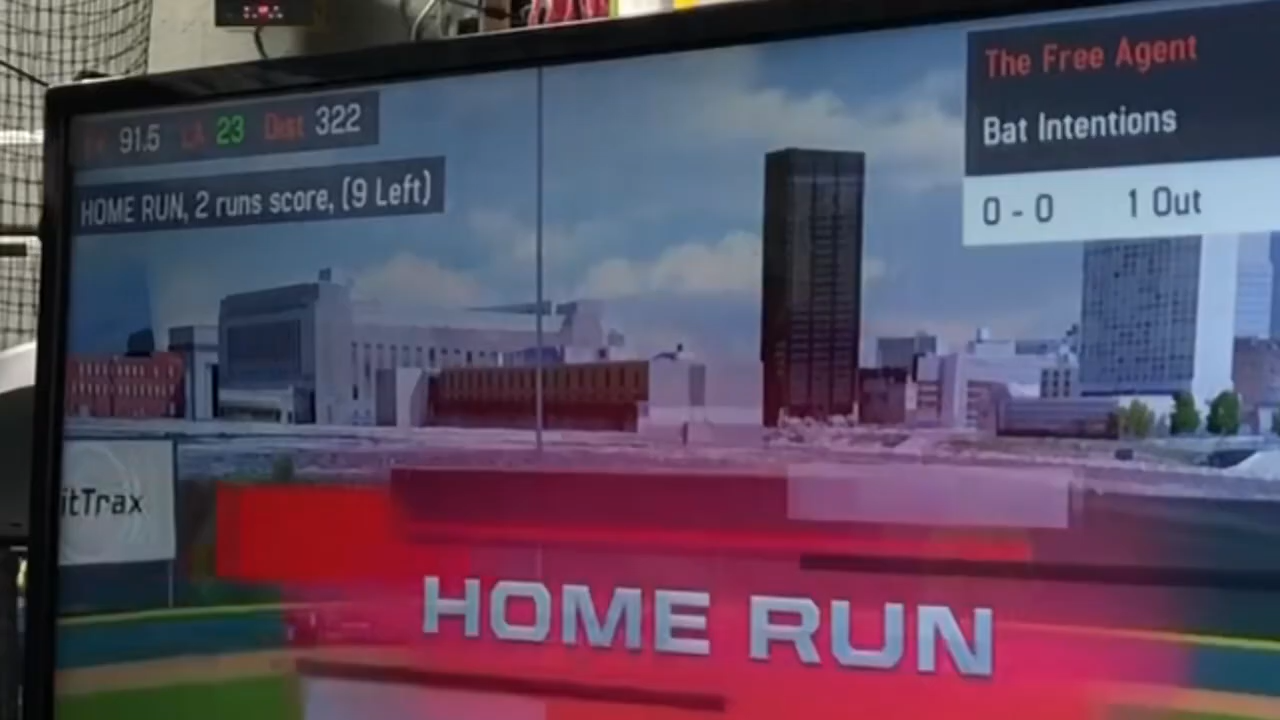 91.5 LA 23 Dist 322
HOME RUN, 2 runs score, (9 Left)
The Free Agent
Bat Intentions
0 - 0 1 Out
itTrax
HOME RUN